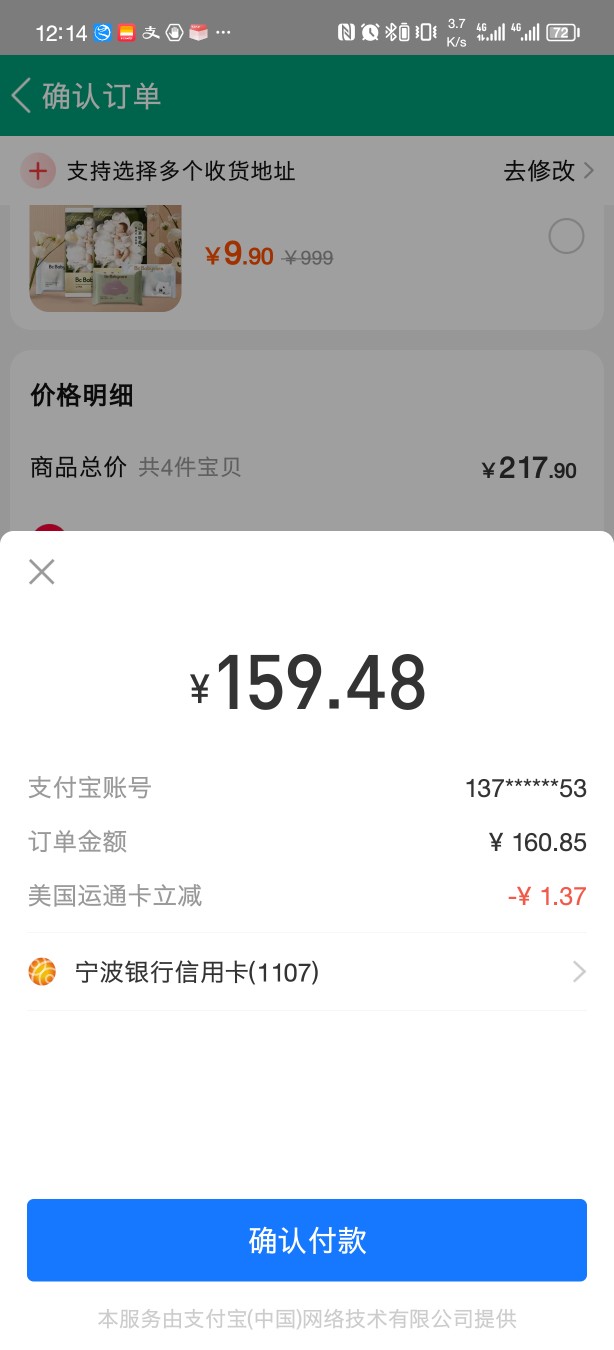 12:14 支 ··· 3.7 K/s 4G 4G 72
确认订单
支持选择多个收货地址 去修改
¥9.90 ¥999
价格明细
商品总价 共4件宝贝 ¥217.90
¥159.48
支付宝账号 137******53
订单金额 ¥ 160.85
美国运通卡立减 -¥ 1.37
宁波银行信用卡(1107)
确认付款
本服务由支付宝(中国)网络技术有限公司提供